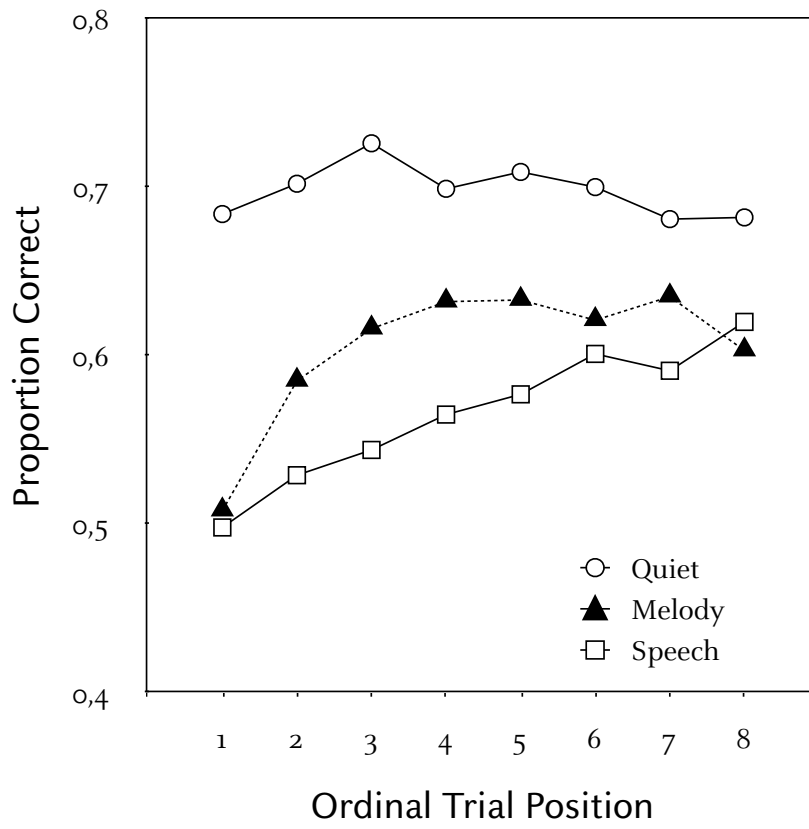 0,8
0,7
0,6
0,5
0,4
Proportion Correct
Quiet
Melody
Speech
1 2 3 4 5 6 7 8
Ordinal Trial Position